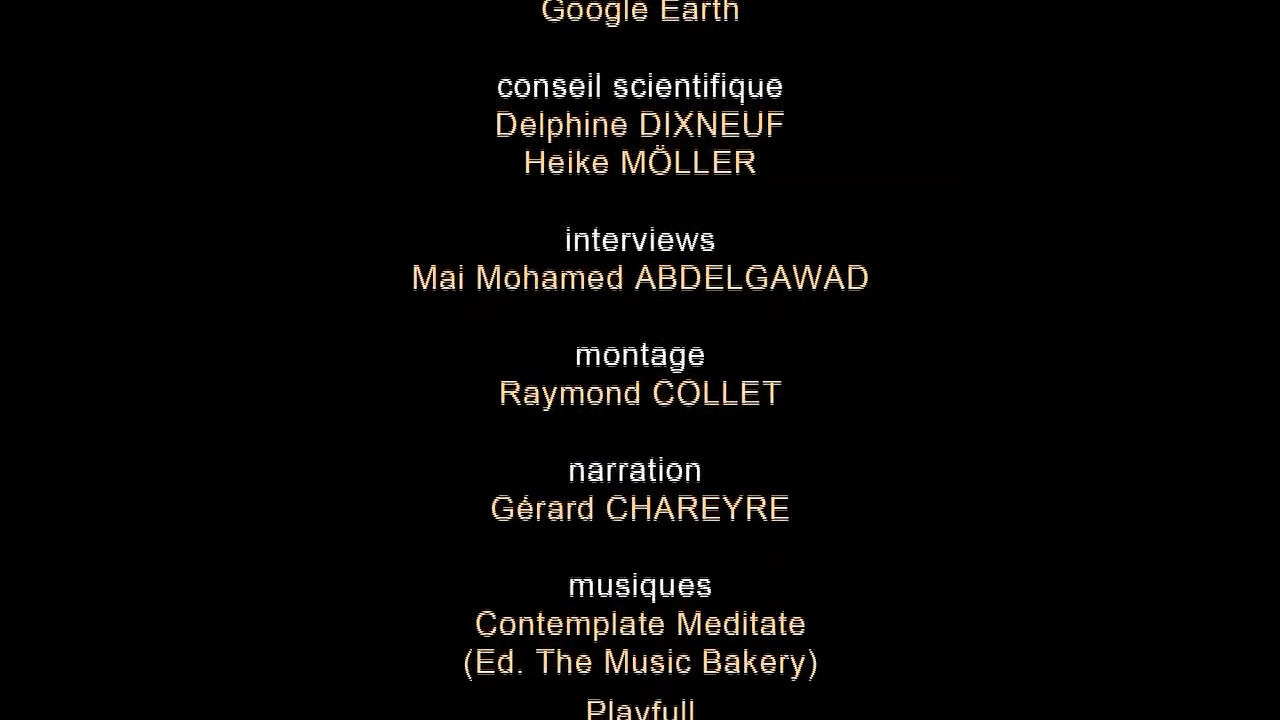 Google Earth
conseil scientifique
Delphine DIXNEUF
Heike MÖLLER
interviews
Mai Mohamed ABDELGAWAD
montage
Raymond COLLET
narration
Gérard CHAREYRE
musiques
Contemplate Meditate
(Ed. The Music Bakery)
Playfull